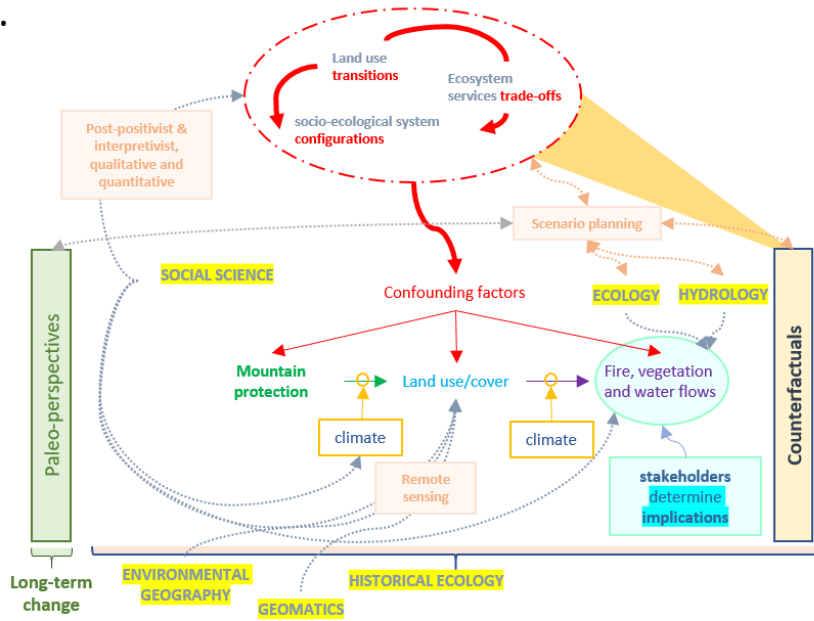 .
Land use
transitions
Ecosystem
services trade-offs
socio-ecological system
configurations
Post-positivist &
interpretivist,
qualitative and
quantitative
Scenario planning
SOCIAL SCIENCE
Confounding factors
ECOLOGY
HYDROLOGY
Paleo-perspectives
Counterfactuals
Mountain
protection
Land use/cover
Fire, vegetation
and water flows
climate
climate
Remote
sensing
stakeholders
determine
implications
Long-term
change
ENVIRONMENTAL
GEOGRAPHY
GEOMATICS
HISTORICAL ECOLOGY